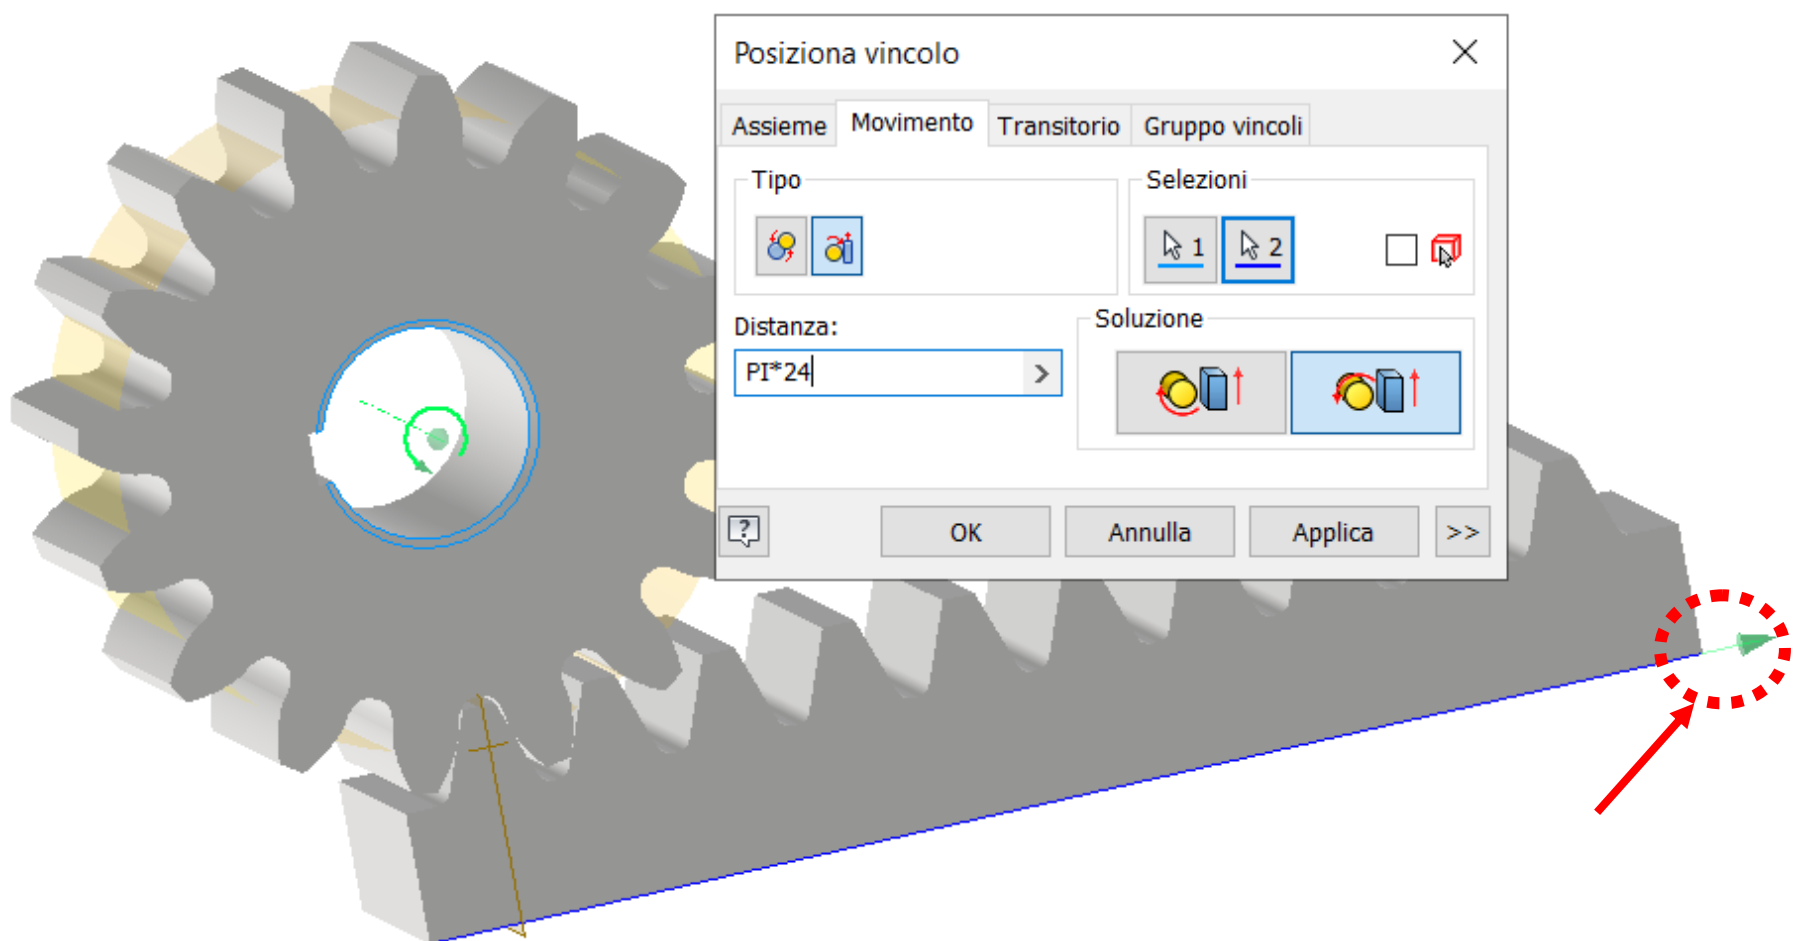 Posiziona vincolo
Assieme Movimento Transitorio Gruppo vincoli
Tipo
Selezioni
1 2
Distanza:
PI*24
Soluzione
?
OK Annulla Applica >>